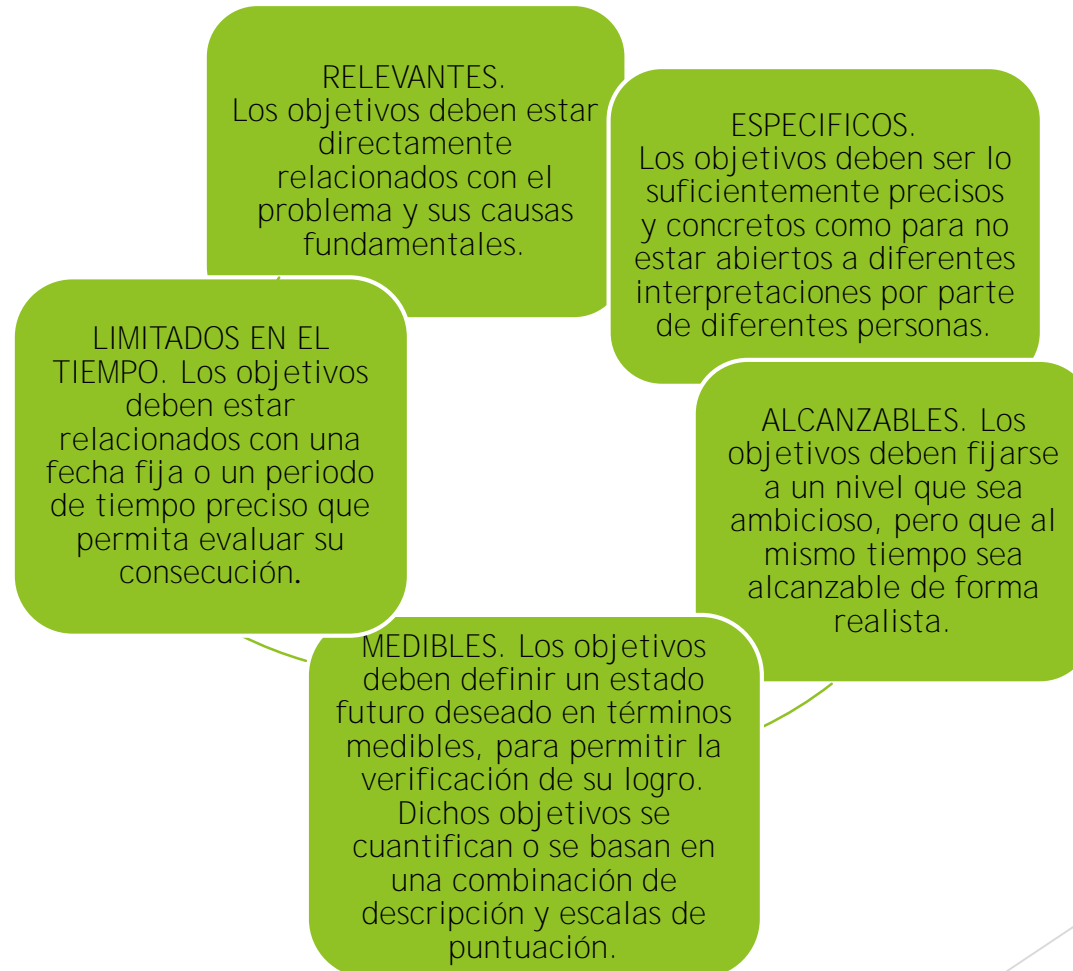 RELEVANTES.
Los objetivos deben estar
directamente
relacionados con el
problema y sus causas
fundamentales.
ESPECIFICOS.
Los objetivos deben ser lo
suficientemente precisos
y concretos como para no
estar abiertos a diferentes
interpretaciones por parte
de diferentes personas.
ALCANZABLES. Los
objetivos deben fijarse
a un nivel que sea
ambicioso, pero que al
mismo tiempo sea
alcanzable de forma
realista.
MEDIBLES. Los objetivos
deben definir un estado
futuro deseado en términos
medibles, para permitir la
verificación de su logro.
Dichos objetivos se
cuantifican o se basan en
una combinación de
descripción y escalas de
puntuación.
LIMITADOS EN EL
TIEMPO. Los objetivos
deben estar
relacionados con una
fecha fija o un periodo
de tiempo preciso que
permita evaluar su
consecución.